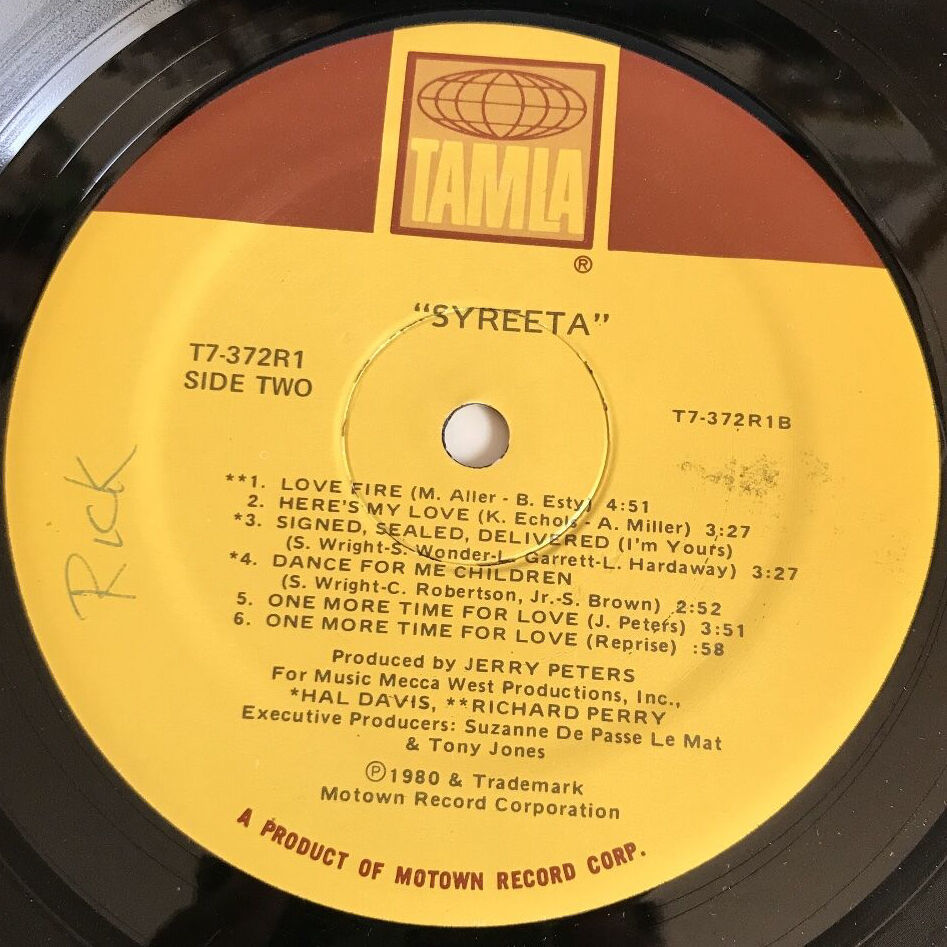 TAMLA
®
"SYREETA"
T7-372R1
SIDE TWO
T7-372R1B
RICK
**1. LOVE FIRE (M. Aller - B. Esty) 4:51
2. HERE'S MY LOVE (K. Echols - A. Miller) 3:27
*3. SIGNED, SEALED, DELIVERED (I'm Yours)
(S. Wright-S. Wonder-L. Garrett-L. Hardaway) 3:27
*4. DANCE FOR ME CHILDREN
(S. Wright-C. Robertson, Jr.-S. Brown) 2:52
5. ONE MORE TIME FOR LOVE (J. Peters) 3:51
6. ONE MORE TIME FOR LOVE (Reprise) :58
Produced by JERRY PETERS
For Music Mecca West Productions, Inc.,
*HAL DAVIS, **RICHARD PERRY
Executive Producers: Suzanne De Passe Le Mat
& Tony Jones
℗1980 & Trademark
Motown Record Corporation
A PRODUCT OF MOTOWN RECORD CORP.